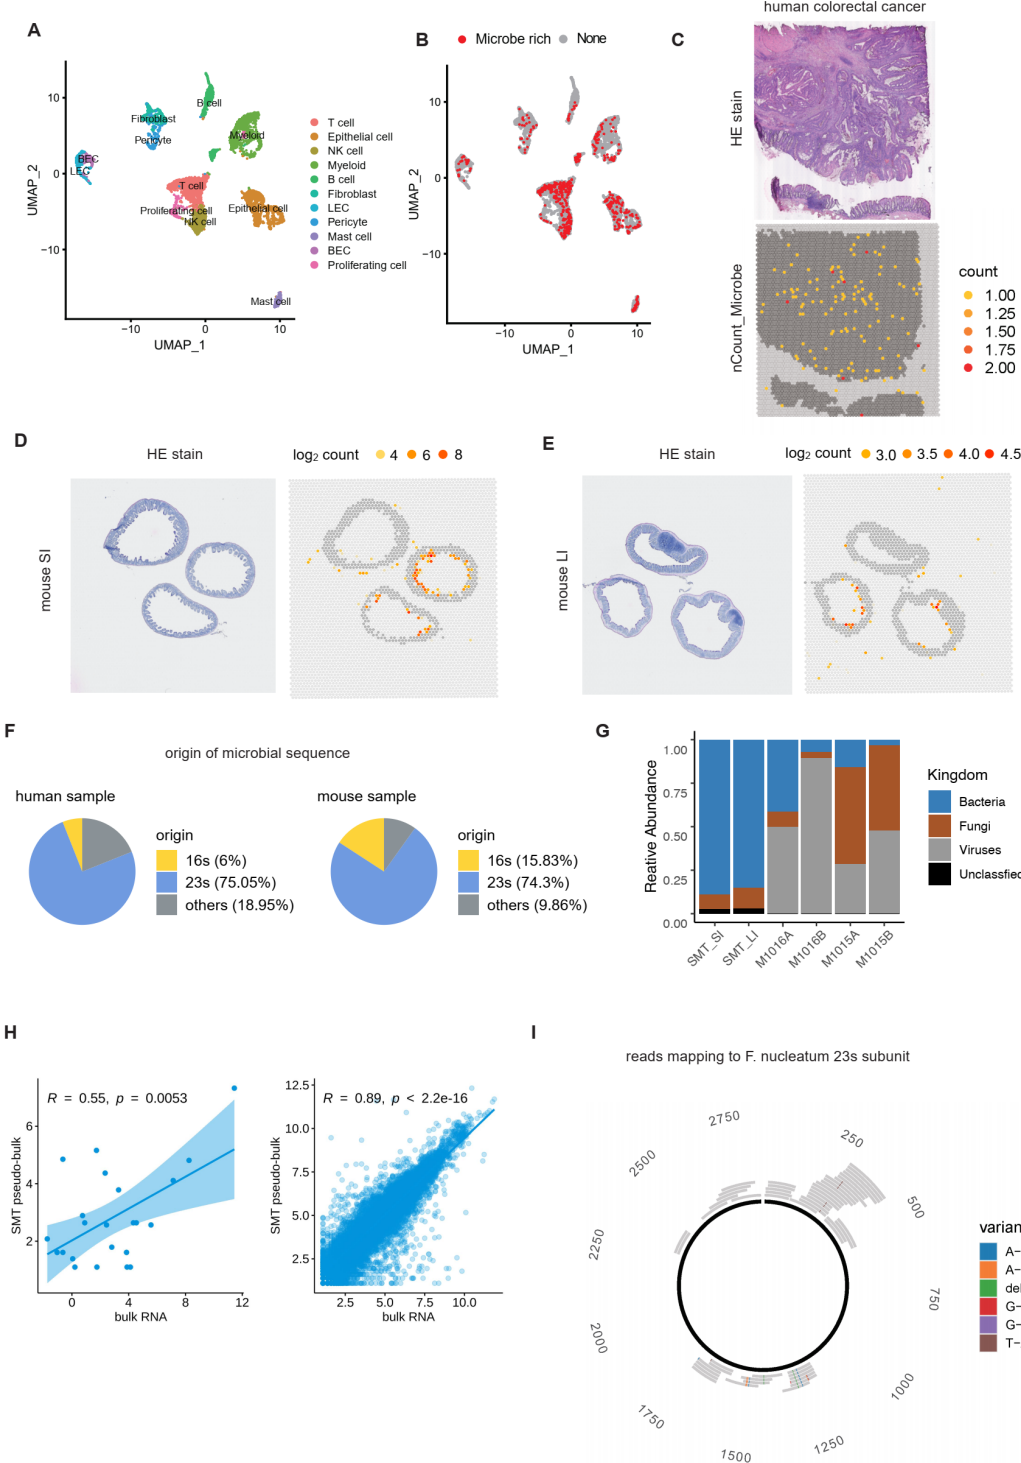 A
B cell
Fibroblast
Pericyte
Myeloid
BEC
LEC
T cell
Proliferating cell
NK cell
Epithelial cell
Mast cell
10
0
−10
−10
0
10
UMAP_2
UMAP_1
T cell
Epithelial cell
NK cell
Myeloid
B cell
Fibroblast
LEC
Pericyte
Mast cell
BEC
Proliferating cell
B
Microbe rich
None
10
0
−10
−10
0
10
UMAP_2
UMAP_1
C
human colorectal cancer
HE stain
nCount_Microbe
count
1.00
1.25
1.50
1.75
2.00
D
HE stain
log2 count
4
6
8
mouse SI
E
HE stain
log2 count
3.0
3.5
4.0
4.5
mouse LI
F
origin of microbial sequence
human sample
origin
16s (6%)
23s (75.05%)
others (18.95%)
mouse sample
origin
16s (15.83%)
23s (74.3%)
others (9.86%)
G
1.00
0.75
0.50
0.25
0.00
Relative Abundance
SMT_SI
SMT_LI
M1016A
M1016B
M1015A
M1015B
Kingdom
Bacteria
Fungi
Viruses
Unclassfied
H
R = 0.55, p = 0.0053
6
4
2
0
4
8
12
SMT pseudo-bulk
bulk RNA
R = 0.89, p < 2.2e-16
12.5
10.0
7.5
5.0
2.5
2.5
5.0
7.5
10.0
SMT pseudo-bulk
bulk RNA
I
reads mapping to F. nucleatum 23s subunit
2750
250
2500
500
2250
750
2000
1000
1750
1250
1500
varian
A−
A−
del
G−
G−
T−